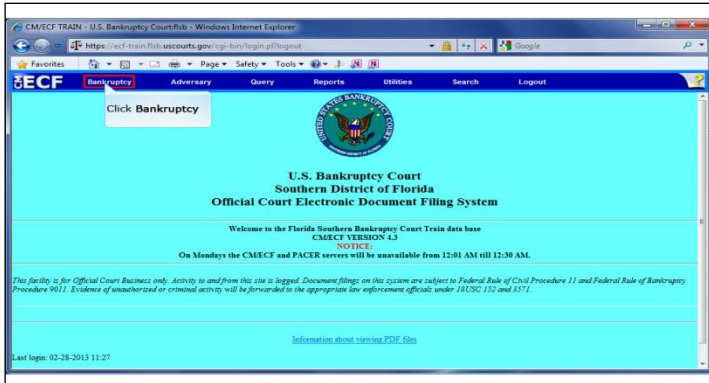 CM/ECF TRAIN - U.S. Bankruptcy Court:flsb - Windows Internet Explorer
https://ecf-train.flsb.uscourts.gov/cgi-bin/login.pl?logout
Google
Favorites Page Safety Tools
ECF Bankruptcy Adversary Query Reports Utilities Search Logout ?
Click Bankruptcy
U.S. Bankruptcy Court
Southern District of Florida
Official Court Electronic Document Filing System
Welcome to the Florida Southern Bankruptcy Court Train data base
CM/ECF VERSION 4.3
NOTICE:
On Mondays the CM/ECF and PACER servers will be unavailable from 12:01 AM till 12:30 AM.
This facility is for Official Court Business only. Activity to and from this site is logged. Document filings on this system are subject to Federal Rule of Civil Procedure 11 and Federal Rule of Bankruptcy
Procedure 9011. Evidence of unauthorized or criminal activity will be forwarded to the appropriate law enforcement officials under 18USC 152 and 3571.
Information about viewing PDF files
Last login: 02-28-2013 11:27